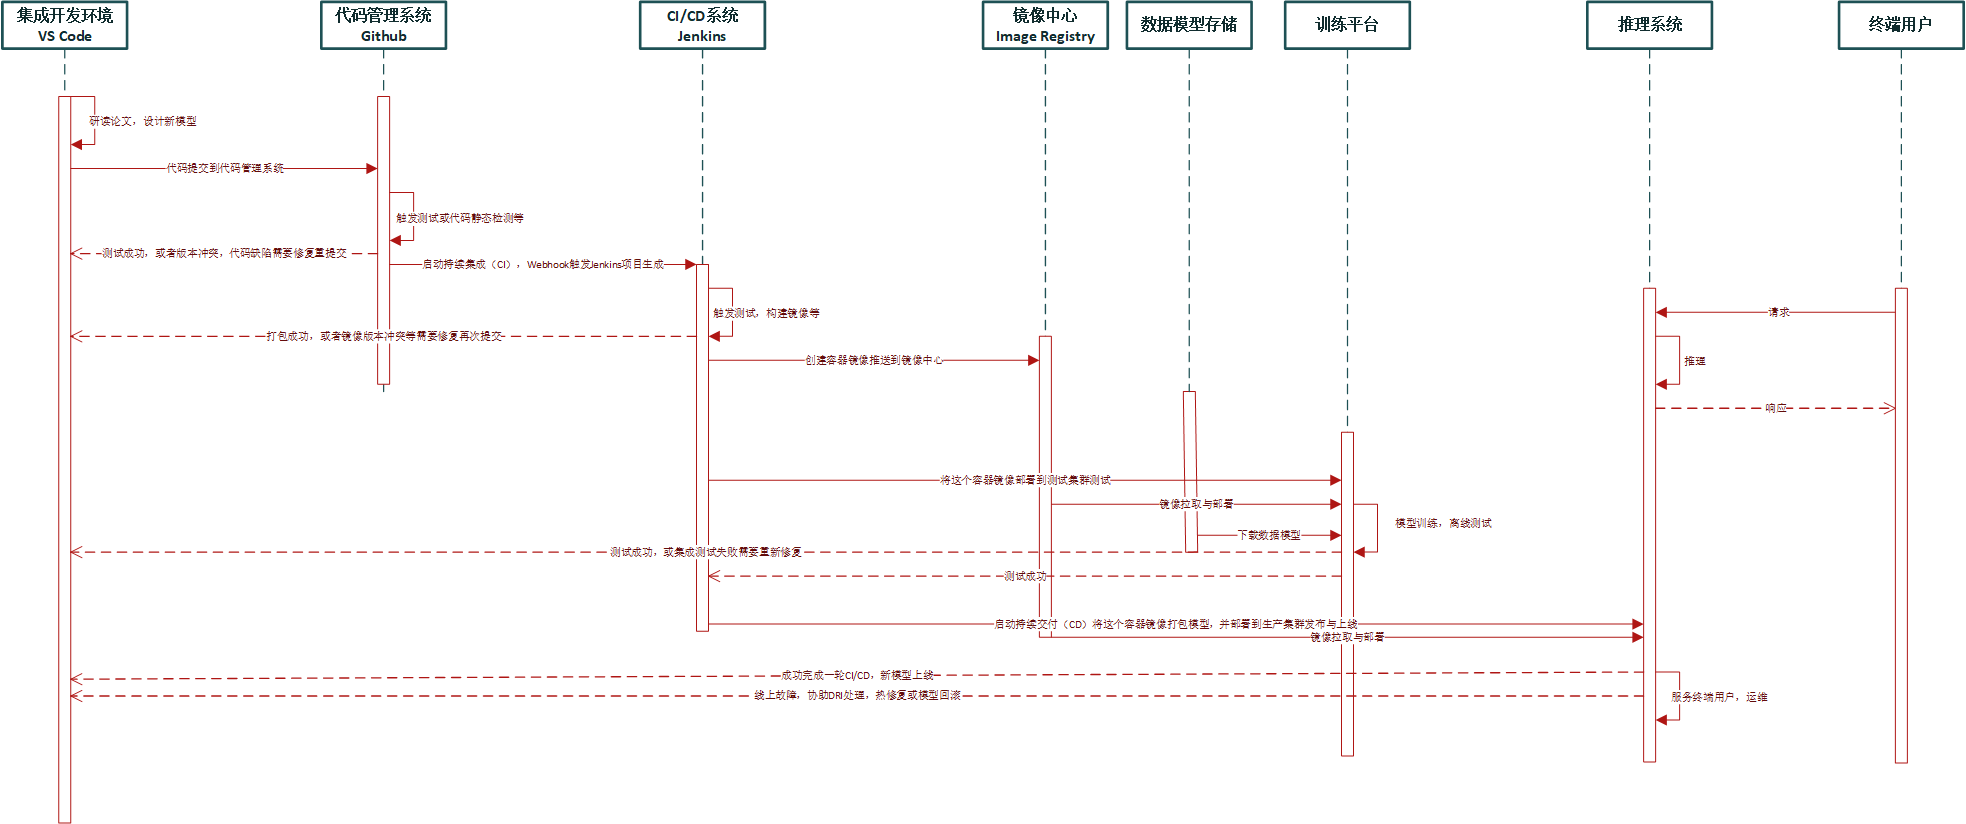 集成开发环境
VS Code
代码管理系统
Github
CI/CD系统
Jenkins
镜像中心
Image Registry
数据模型存储
训练平台
推理系统
终端用户
研读论文，设计新模型
代码提交到代码管理系统
触发测试或代码静态检测等
测试成功，或者版本冲突，代码缺陷需要修复重提交
启动持续集成（CI），Webhook触发Jenkins项目生成
触发测试，构建镜像等
请求
打包成功，或者镜像版本冲突等需要修复再次提交
创建容器镜像推送到镜像中心
推理
响应
将这个容器镜像部署到测试集群测试
镜像拉取与部署
模型训练，离线测试
下载数据模型
测试成功，或集成测试失败需要重新修复
测试成功
启动持续交付（CD）将这个容器镜像打包模型，并部署到生产集群发布与上线
镜像拉取与部署
成功完成一轮CI/CD，新模型上线
线上故障，协助DRI处理，热修复或模型回滚
服务终端用户，运维